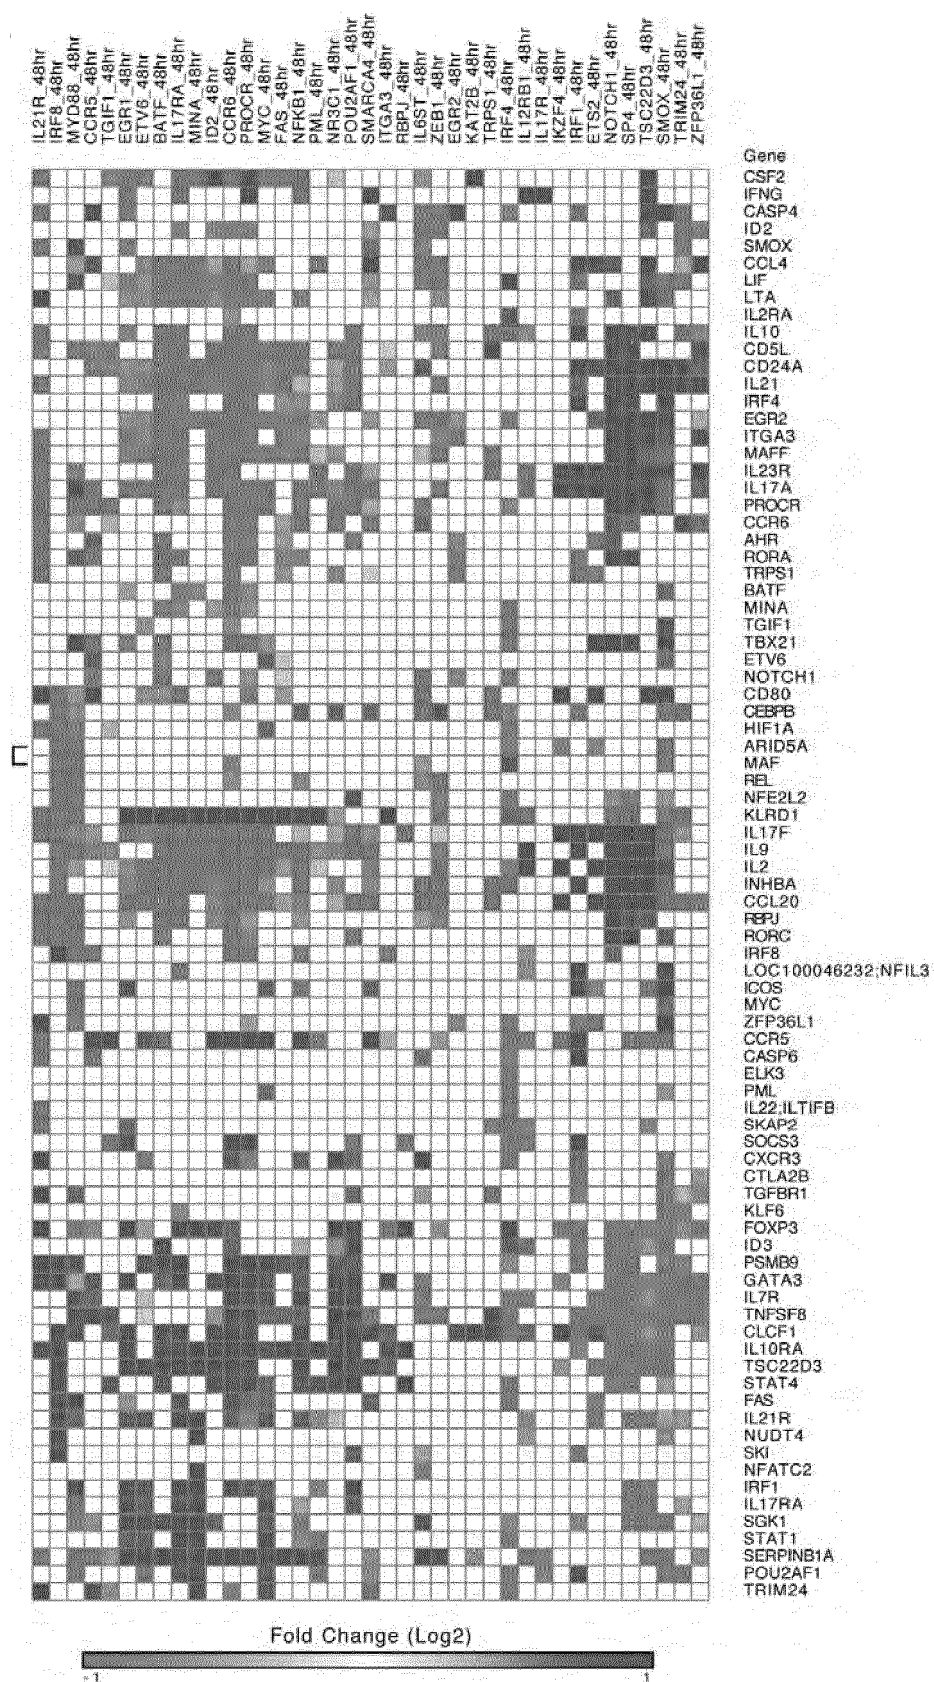 IL21R_48hr
IRF8_48hr
MYD88_48hr
CCR5_48hr
TGIF1_48hr
EGR1_48hr
ETV6_48hr
BATF_48hr
IL17RA_48hr
MINA_48hr
ID2_48hr
CCR6_48hr
PROCR_48hr
MYC_48hr
FAS_48hr
NFKB1_48hr
PML_48hr
NR3C1_48hr
POU2AF1_48hr
SMARCA4_48hr
ITGA3_48hr
RBPJ_48hr
IL6ST_48hr
ZEB1_48hr
EGR2_48hr
KAT2B_48hr
TRPS1_48hr
IRF4_48hr
IL12RB1_48hr
IL17R_48hr
IKZF4_48hr
IRF1_48hr
ETS2_48hr
NOTCH1_48hr
SP4_48hr
TSC22D3_48hr
SMOX_48hr
TRIM24_48hr
ZFP36L1_48hr
Gene
CSF2
IFNG
CASP4
ID2
SMOX
CCL4
LIF
LTA
IL2RA
IL10
CD5L
CD24A
IL21
IRF4
EGR2
ITGA3
MAFF
IL23R
IL17A
PROCR
CCR6
AHR
RORA
TRPS1
BATF
MINA
TGIF1
TBX21
ETV6
NOTCH1
CD80
CEBPB
HIF1A
ARID5A
MAF
REL
NFE2L2
KLRD1
IL17F
IL9
IL2
INHBA
CCL20
RBPJ
RORC
IRF8
LOC100046232;NFIL3
ICOS
MYC
ZFP36L1
CCR5
CASP6
ELK3
PML
IL22;ILTIFB
SKAP2
SOCS3
CXCR3
CTLA2B
TGFBR1
KLF6
FOXP3
ID3
PSMB9
GATA3
IL7R
TNFSF8
CLCF1
IL10RA
TSC22D3
STAT4
FAS
IL21R
NUDT4
SKI
NFATC2
IRF1
IL17RA
SGK1
STAT1
SERPINB1A
POU2AF1
TRIM24
Fold Change (Log2)
-1 1